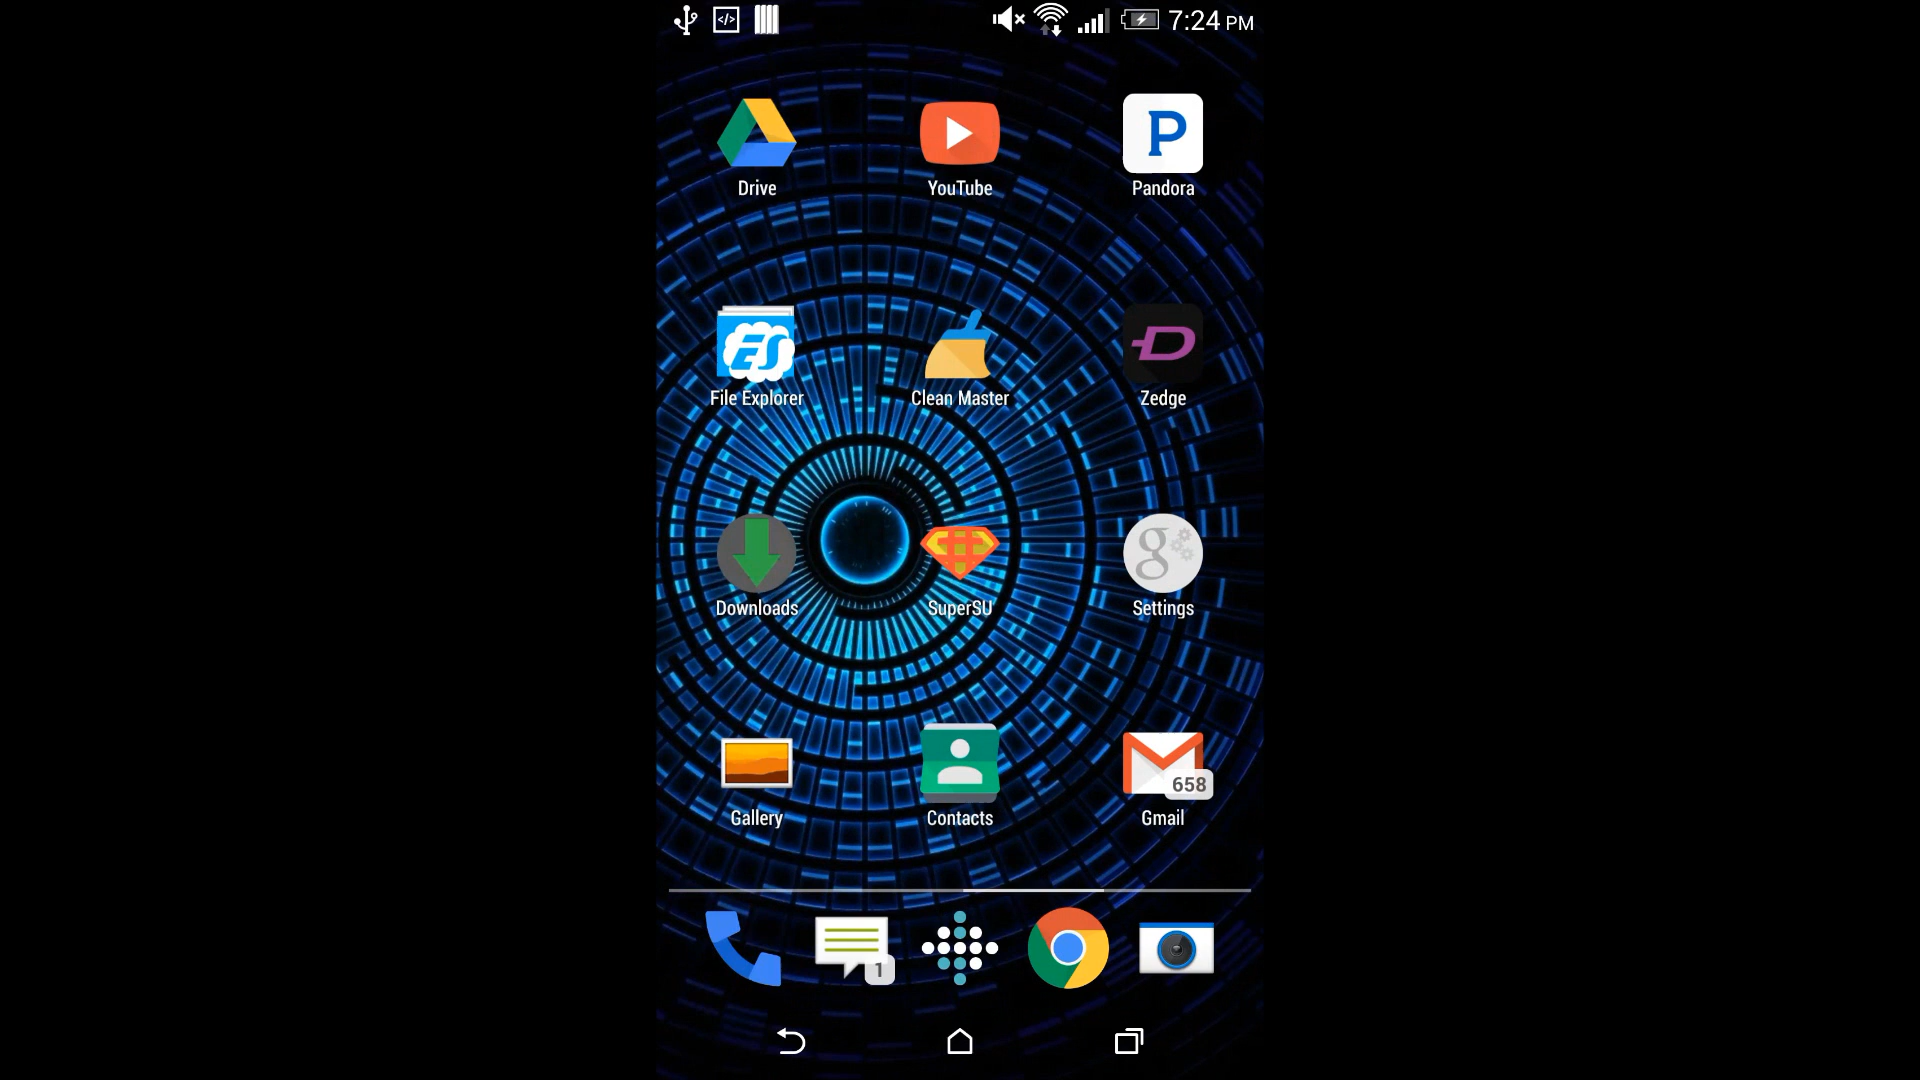 7:24 PM
P
Drive YouTube Pandora
ES
D
File Explorer Clean Master Zedge
g
Downloads SuperSU Settings
658
Gallery Contacts Gmail
1